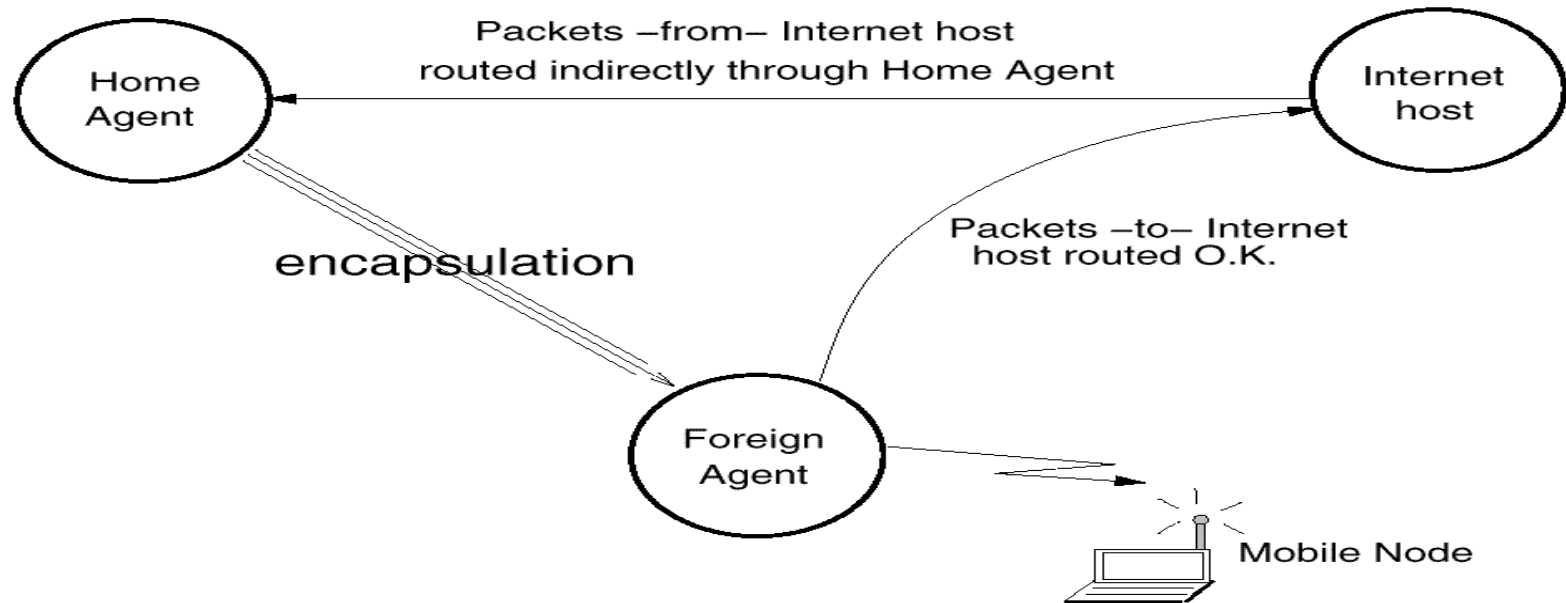 Home
Agent
Packets –from– Internet host
routed indirectly through Home Agent
Internet
host
encapsulation
Packets –to– Internet
host routed O.K.
Foreign
Agent
Mobile Node